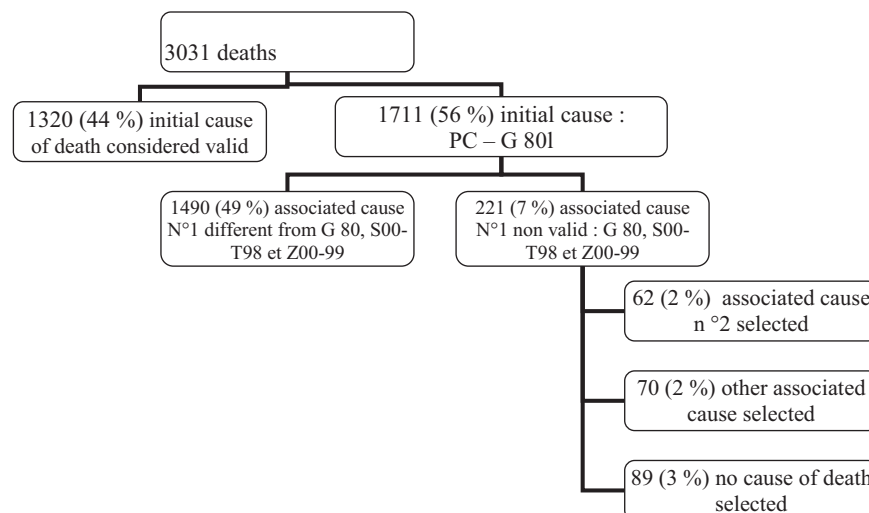 3031 deaths
1320 (44 %) initial cause
of death considered valid
1711 (56 %) initial cause :
PC – G 80l
1490 (49 %) associated cause
N°1 different from G 80, S00-
T98 et Z00-99
221 (7 %) associated cause
N°1 non valid : G 80, S00-
T98 et Z00-99
62 (2 %) associated cause
n °2 selected
70 (2 %) other associated
cause selected
89 (3 %) no cause of death
selected